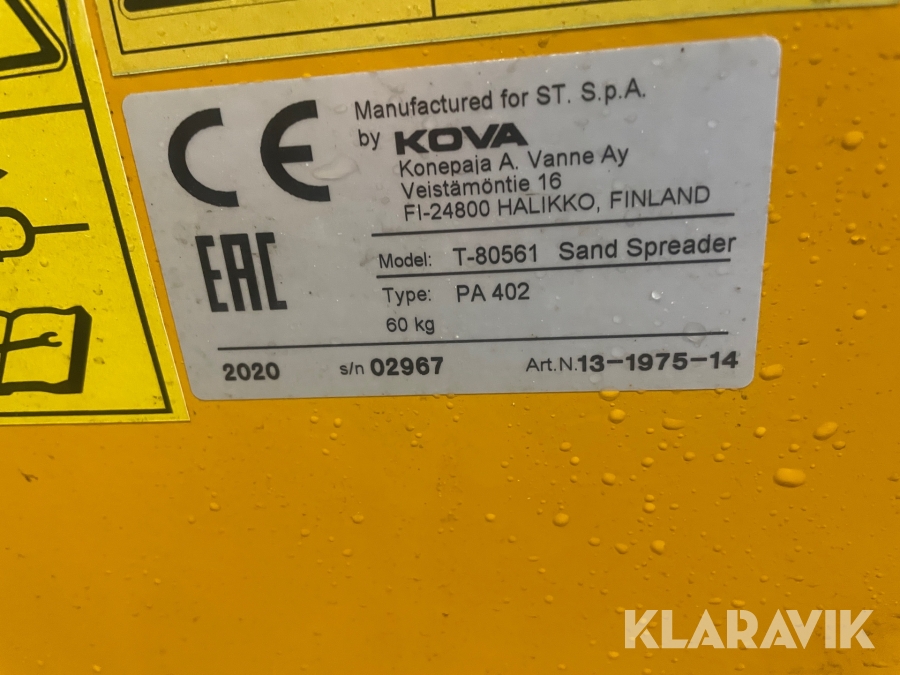 CE
Manufactured for ST. S.p.A.
by KOVA
Konepaja A. Vanne Ay
Veistämöntie 16
FI-24800 HALIKKO, FINLAND
EAC
Model: T-80561 Sand Spreader
Type: PA 402
60 kg
2020 s/n 02967 Art.N.13-1975-14
KLARAVIK